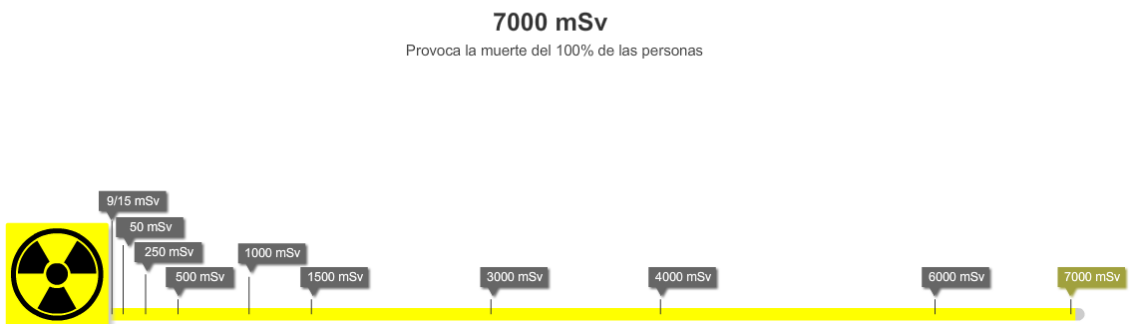 7000 mSv
Provoca la muerte del 100% de las personas
9/15 mSv
50 mSv
250 mSv
500 mSv
1000 mSv
1500 mSv
3000 mSv
4000 mSv
6000 mSv
7000 mSv